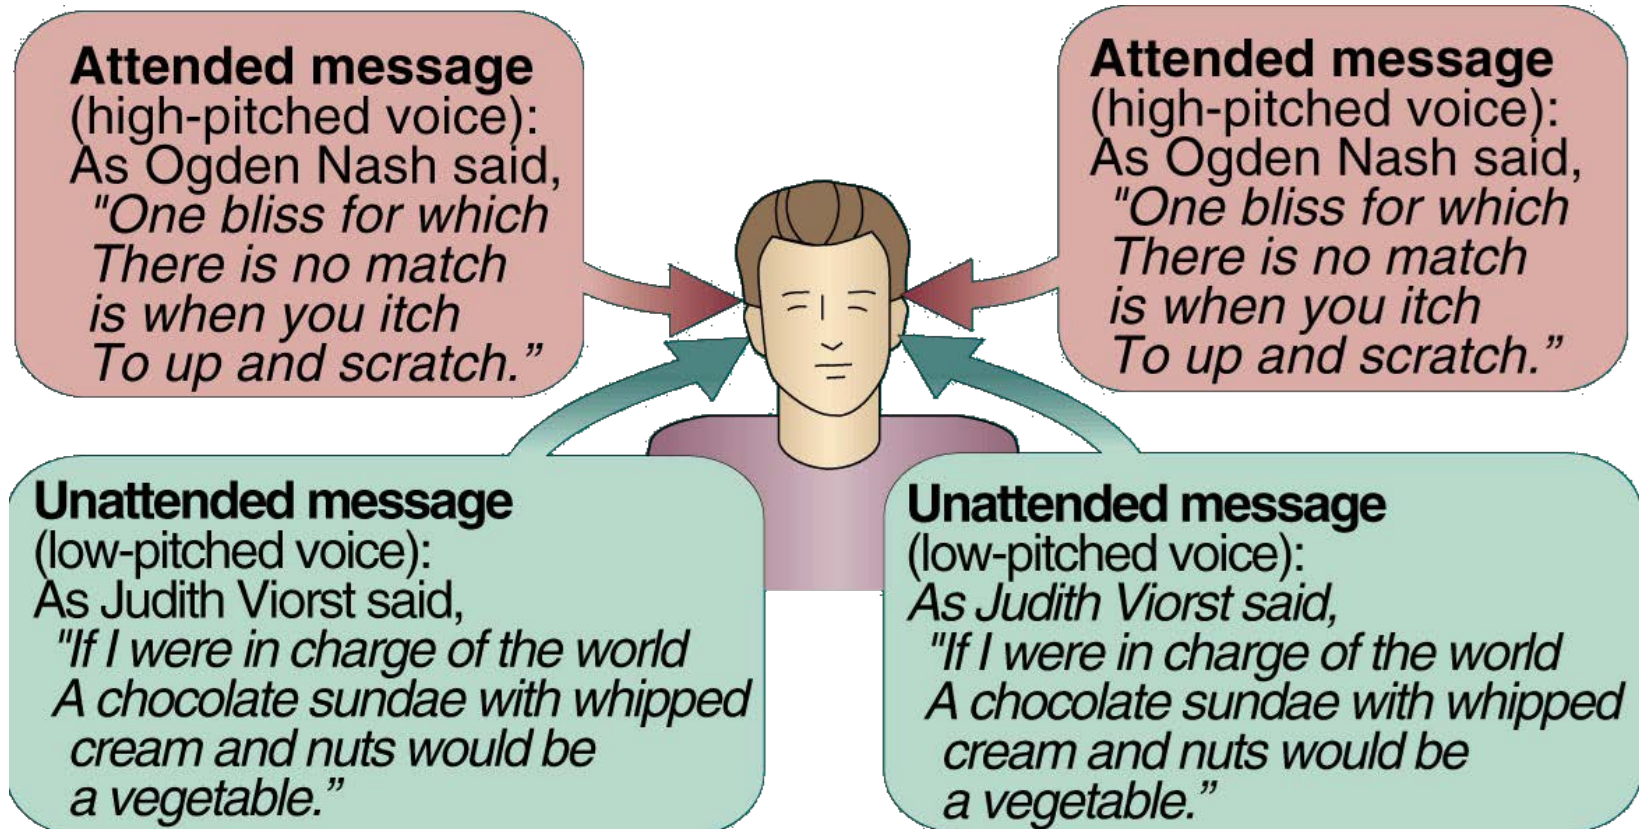 Attended message
(high-pitched voice):
As Ogden Nash said,
"One bliss for which
There is no match
is when you itch
To up and scratch.”
Attended message
(high-pitched voice):
As Ogden Nash said,
"One bliss for which
There is no match
is when you itch
To up and scratch.”
Unattended message
(low-pitched voice):
As Judith Viorst said,
"If I were in charge of the world
A chocolate sundae with whipped
cream and nuts would be
a vegetable.”
Unattended message
(low-pitched voice):
As Judith Viorst said,
"If I were in charge of the world
A chocolate sundae with whipped
cream and nuts would be
a vegetable.”